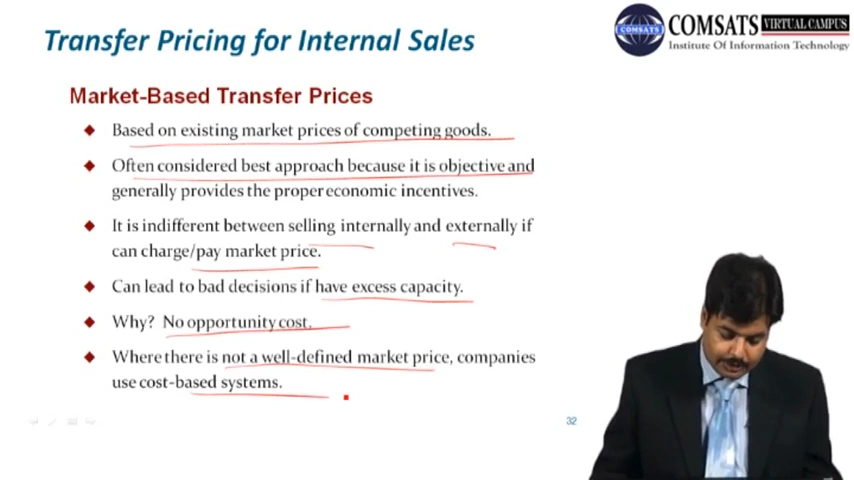 Transfer Pricing for Internal Sales
COMSATS VIRTUAL CAMPUS
COMSATS
Institute Of Information Technology
Market-Based Transfer Prices
Based on existing market prices of competing goods.
Often considered best approach because it is objective and
generally provides the proper economic incentives.
It is indifferent between selling internally and externally if
can charge/pay market price.
Can lead to bad decisions if have excess capacity.
Why? No opportunity cost.
Where there is not a well-defined market price, companies
use cost-based systems.
32